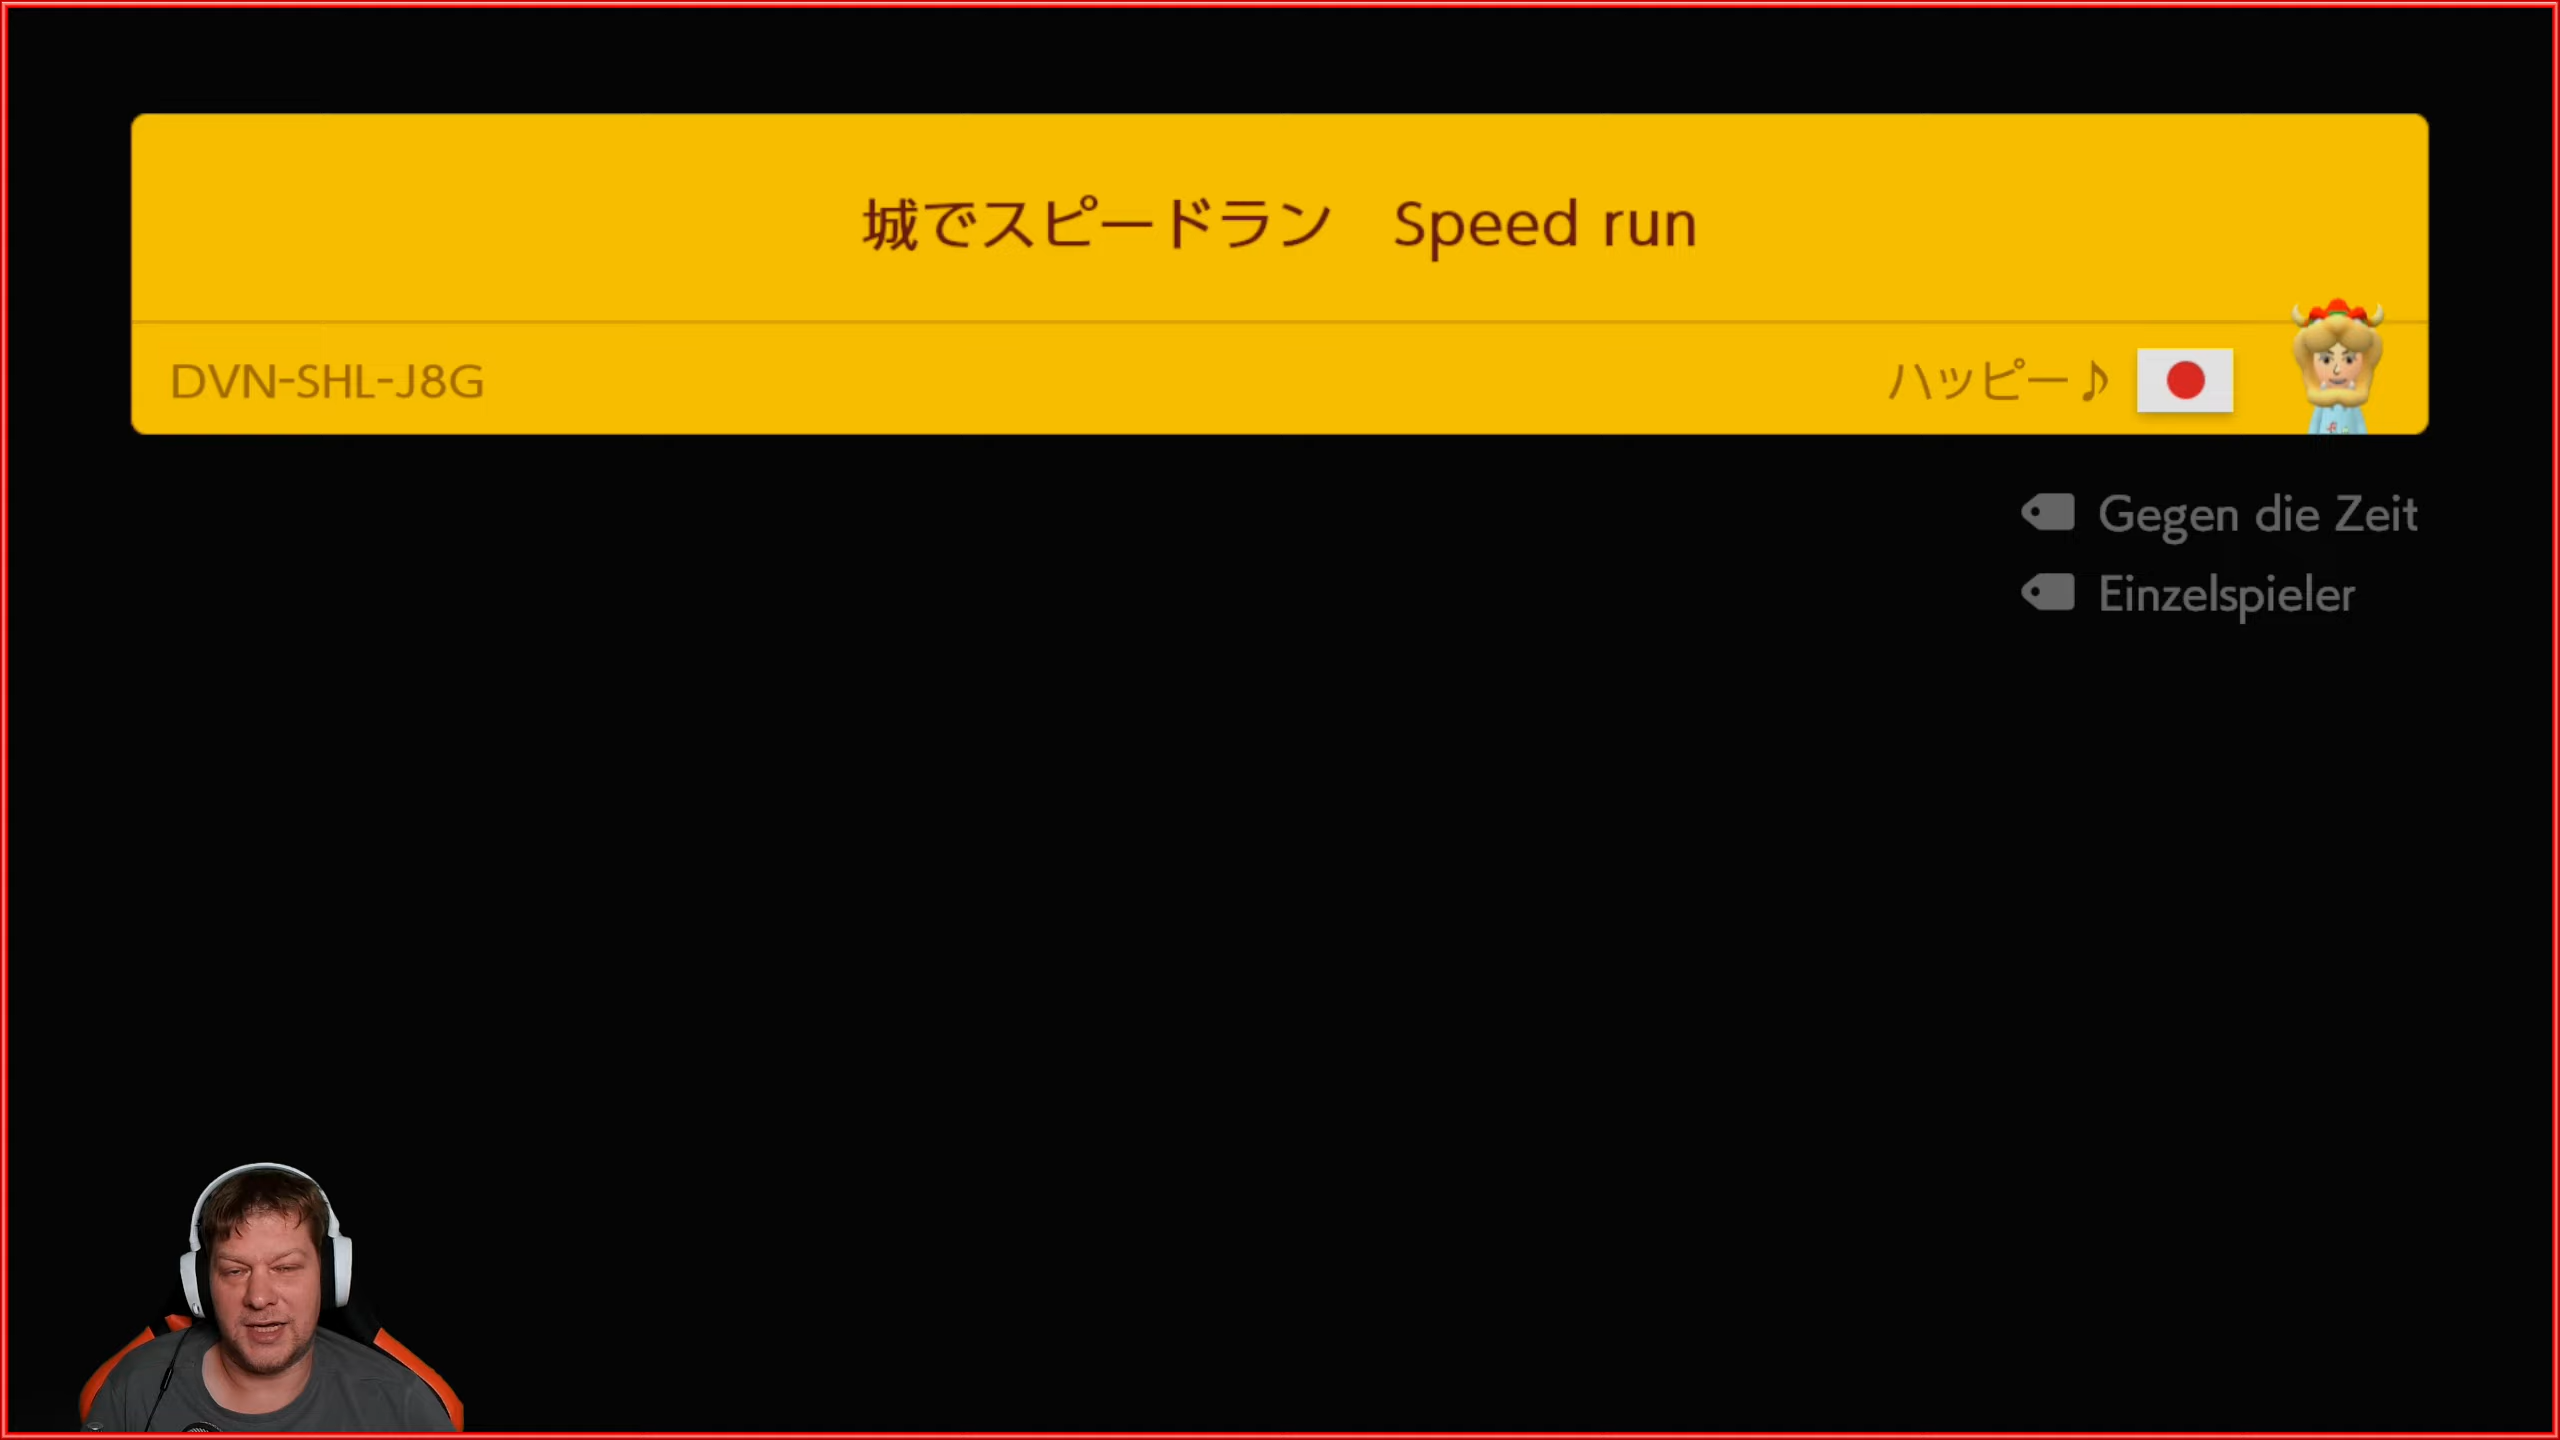 城でスピードラン　Speed run
DVN-SHL-J8G
ハッピー♪
Gegen die Zeit
Einzelspieler